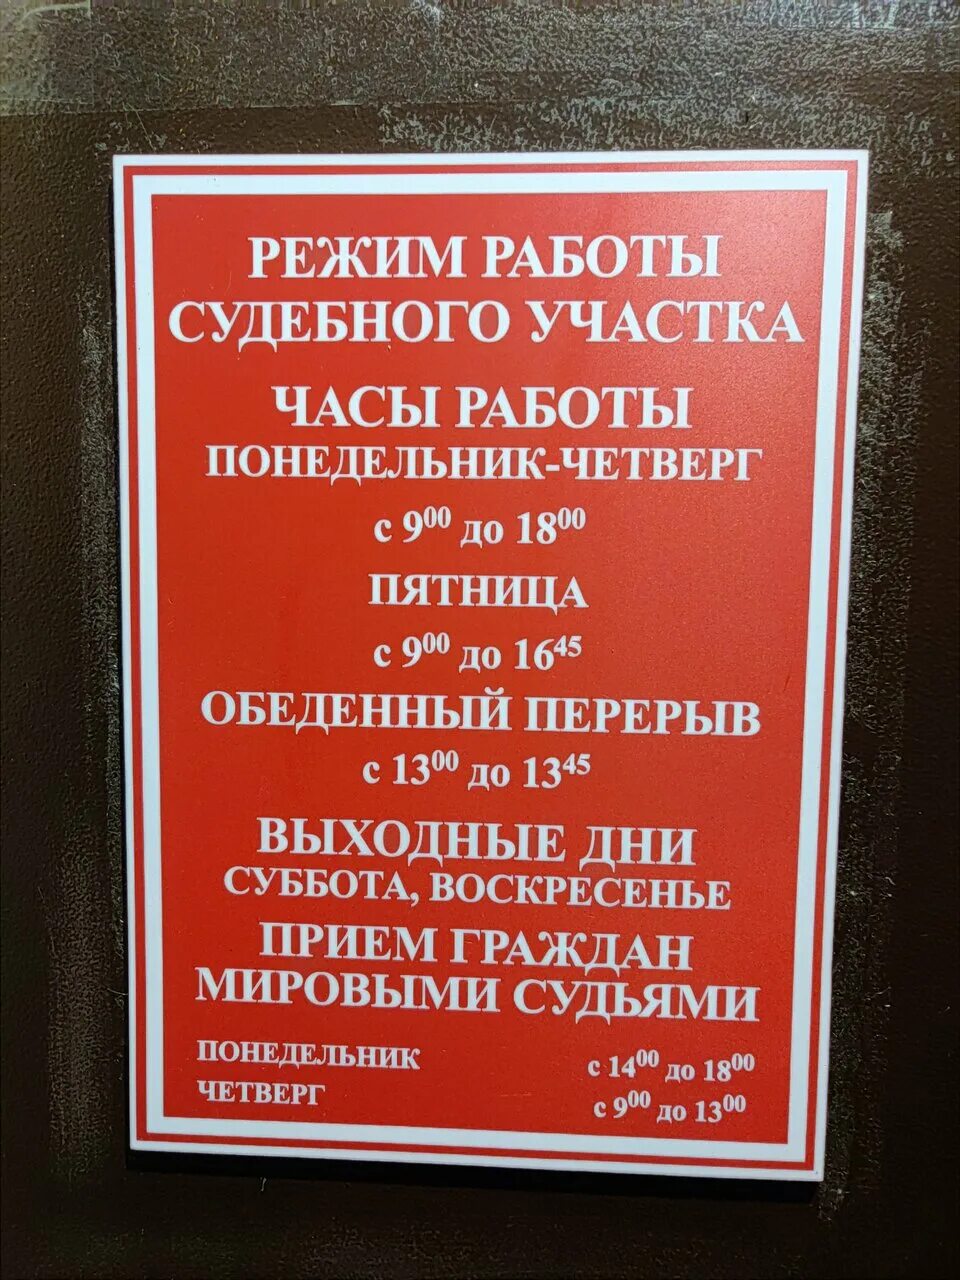 РЕЖИМ РАБОТЫ
СУДЕБНОГО УЧАСТКА
ЧАСЫ РАБОТЫ
ПОНЕДЕЛЬНИК-ЧЕТВЕРГ
с 9⁰⁰ до 18⁰⁰
ПЯТНИЦА
с 9⁰⁰ до 16⁴⁵
ОБЕДЕННЫЙ ПЕРЕРЫВ
с 13⁰⁰ до 13⁴⁵
ВЫХОДНЫЕ ДНИ
СУББОТА, ВОСКРЕСЕНЬЕ
ПРИЕМ ГРАЖДАН
МИРОВЫМИ СУДЬЯМИ
ПОНЕДЕЛЬНИК с 14⁰⁰ до 18⁰⁰
ЧЕТВЕРГ с 9⁰⁰ до 13⁰⁰